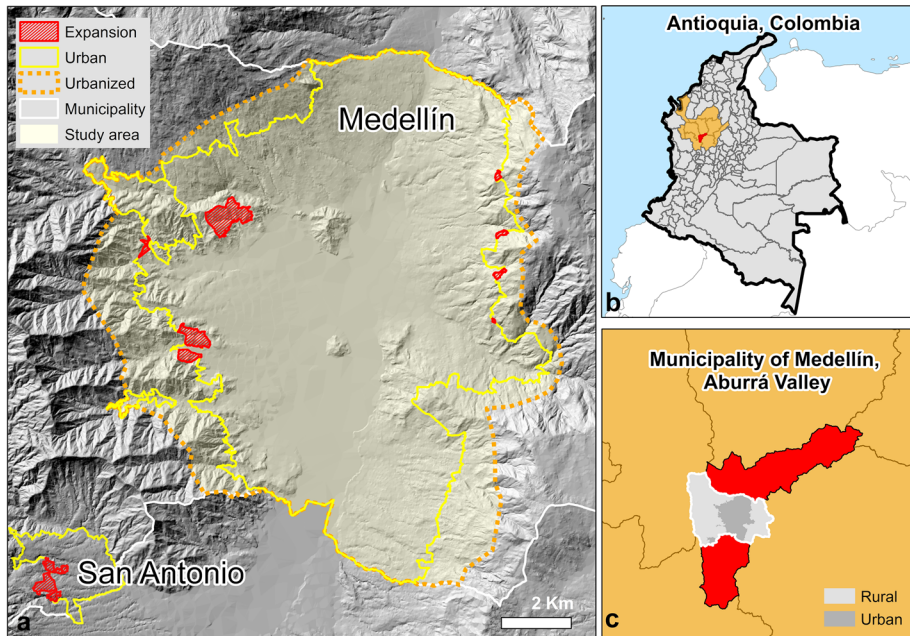 Expansion
Urban
Urbanized
Municipality
Study area
Medellín
San Antonio
2 Km
a
Antioquia, Colombia
b
Municipality of Medellín,
Aburrá Valley
Rural
Urban
c